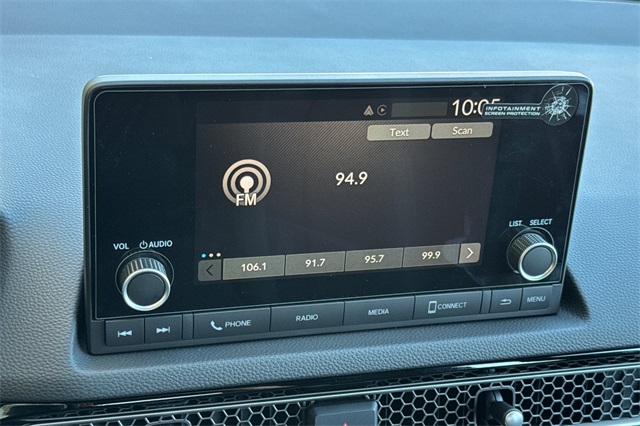 10:05
INFOTAINMENT
SCREEN PROTECTION
Text Scan
FM
94.9
VOL AUDIO
LIST SELECT
106.1 91.7 95.7 99.9
PHONE RADIO MEDIA CONNECT MENU